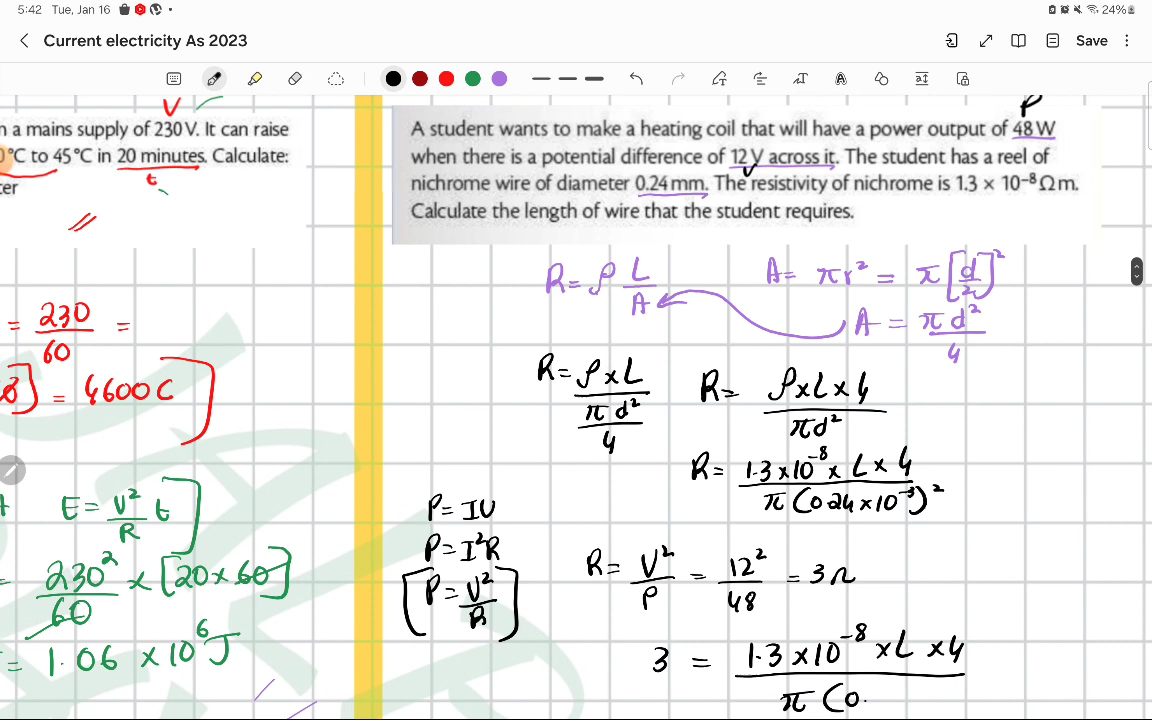 5:42 Tue, Jan 16
24%
Current electricity As 2023
Save
V
n a mains supply of 230 V. It can raise
0°C to 45°C in 20 minutes. Calculate:
t
ter
= 230/60 =
] = 4600 C ]
E = V²/R t ]
= 230²/60 × [20 × 60]
= 1.06 × 10⁶ J
P
A student wants to make a heating coil that will have a power output of 48 W
when there is a potential difference of 12 V across it. The student has a reel of
V
nichrome wire of diameter 0.24 mm. The resistivity of nichrome is 1.3 × 10⁻⁸ Ω m.
Calculate the length of wire that the student requires.
R = ρ L/A
A = πr² = π[d/2]²
A = πd²/4
R = ρ×L / (πd²/4)
R = ρ×L×4 / πd²
R = 1.3×10⁻⁸ × L × 4 / π(0.24×10⁻³)²
P = IV
P = I²R
[P = V²/R]
R = V²/P = 12²/48 = 3Ω
3 = 1.3×10⁻⁸ × L × 4 / π(0.